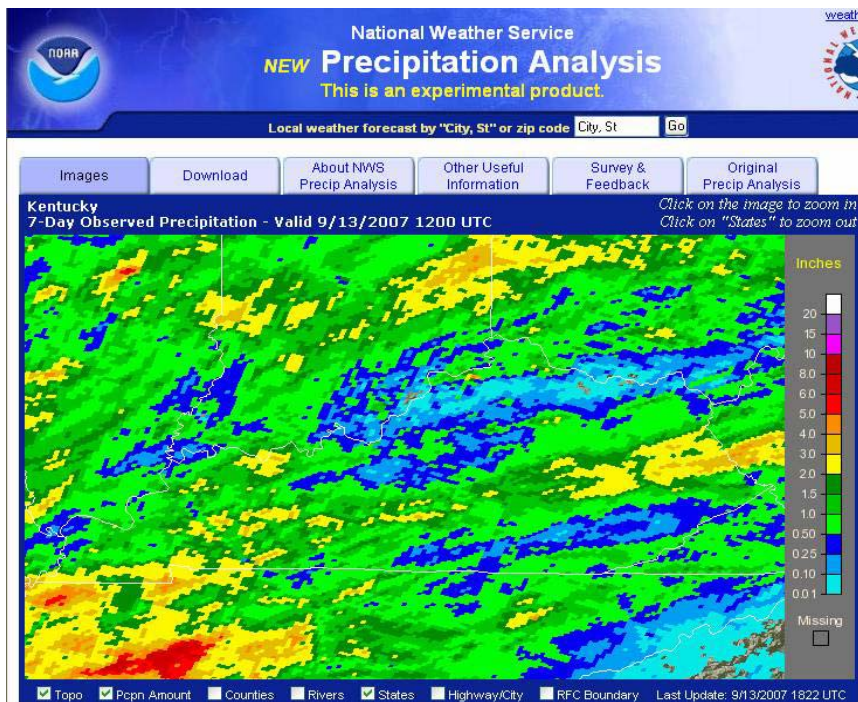 weath
NOAA
National Weather Service
NEW Precipitation Analysis
This is an experimental product.
Local weather forecast by "City, St" or zip code City, St Go
Images
Download
About NWS
Precip Analysis
Other Useful
Information
Survey &
Feedback
Original
Precip Analysis
Kentucky
7-Day Observed Precipitation - Valid 9/13/2007 1200 UTC
Click on the image to zoom in
Click on "States" to zoom out
Inches
20
15
10
8.0
6.0
5.0
4.0
3.0
2.0
1.5
1.0
0.50
0.25
0.10
0.01
Missing
Topo Pcpn Amount Counties Rivers States Highway/City RFC Boundary Last Update: 9/13/2007 1822 UTC